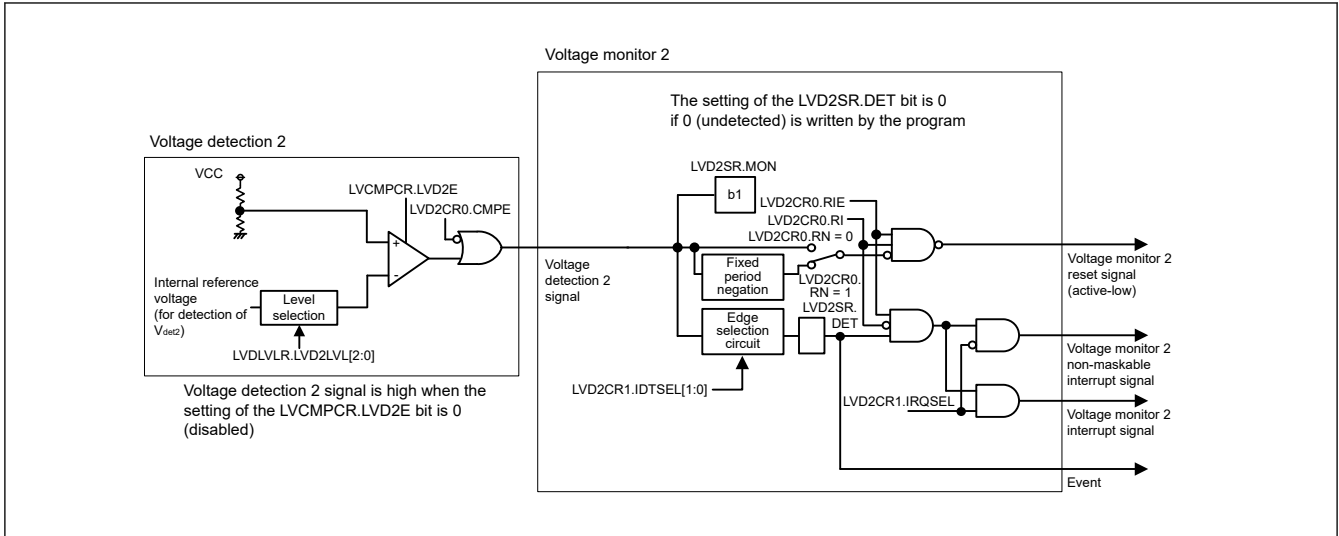 Voltage monitor 2
The setting of the LVD2SR.DET bit is 0
if 0 (undetected) is written by the program
Voltage detection 2
VCC
LVCMPCR.LVD2E
LVD2CR0.CMPE
+
-
Internal reference
voltage
(for detection of
Vdet2)
Level
selection
LVDLVLR.LVD2LVL[2:0]
Voltage detection 2 signal is high when the
setting of the LVCMPCR.LVD2E bit is 0
(disabled)
Voltage
detection 2
signal
LVD2SR.MON
b1
LVD2CR0.RIE
LVD2CR0.RI
LVD2CR0.RN = 0
Fixed
period
negation
LVD2CR0.
RN = 1
LVD2SR.
DET
Edge
selection
circuit
LVD2CR1.IDTSEL[1:0]
LVD2CR1.IRQSEL
Voltage monitor 2
reset signal
(active-low)
Voltage monitor 2
non-maskable
interrupt signal
Voltage monitor 2
interrupt signal
Event